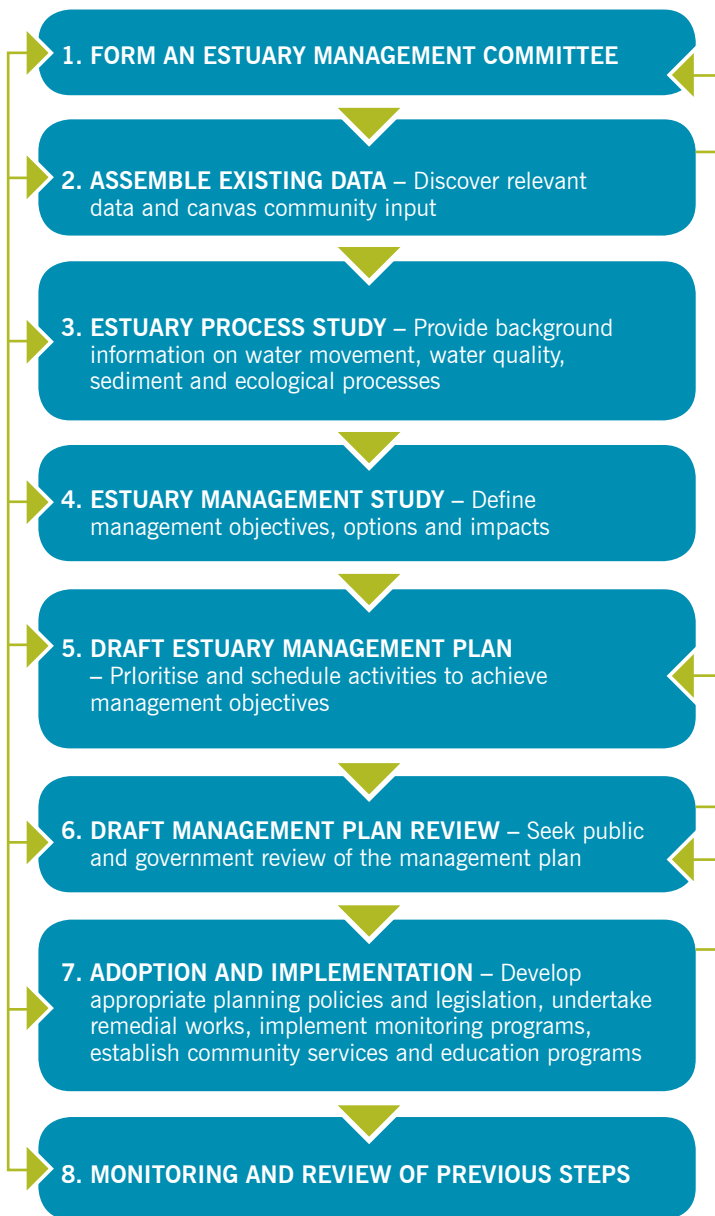 1. FORM AN ESTUARY MANAGEMENT COMMITTEE
2. ASSEMBLE EXISTING DATA – Discover relevant
data and canvas community input
3. ESTUARY PROCESS STUDY – Provide background
information on water movement, water quality,
sediment and ecological processes
4. ESTUARY MANAGEMENT STUDY – Define
management objectives, options and impacts
5. DRAFT ESTUARY MANAGEMENT PLAN
– PrIoritise and schedule activities to achieve
management objectives
6. DRAFT MANAGEMENT PLAN REVIEW – Seek public
and government review of the management plan
7. ADOPTION AND IMPLEMENTATION – Develop
appropriate planning policies and legislation, undertake
remedial works, implement monitoring programs,
establish community services and education programs
8. MONITORING AND REVIEW OF PREVIOUS STEPS